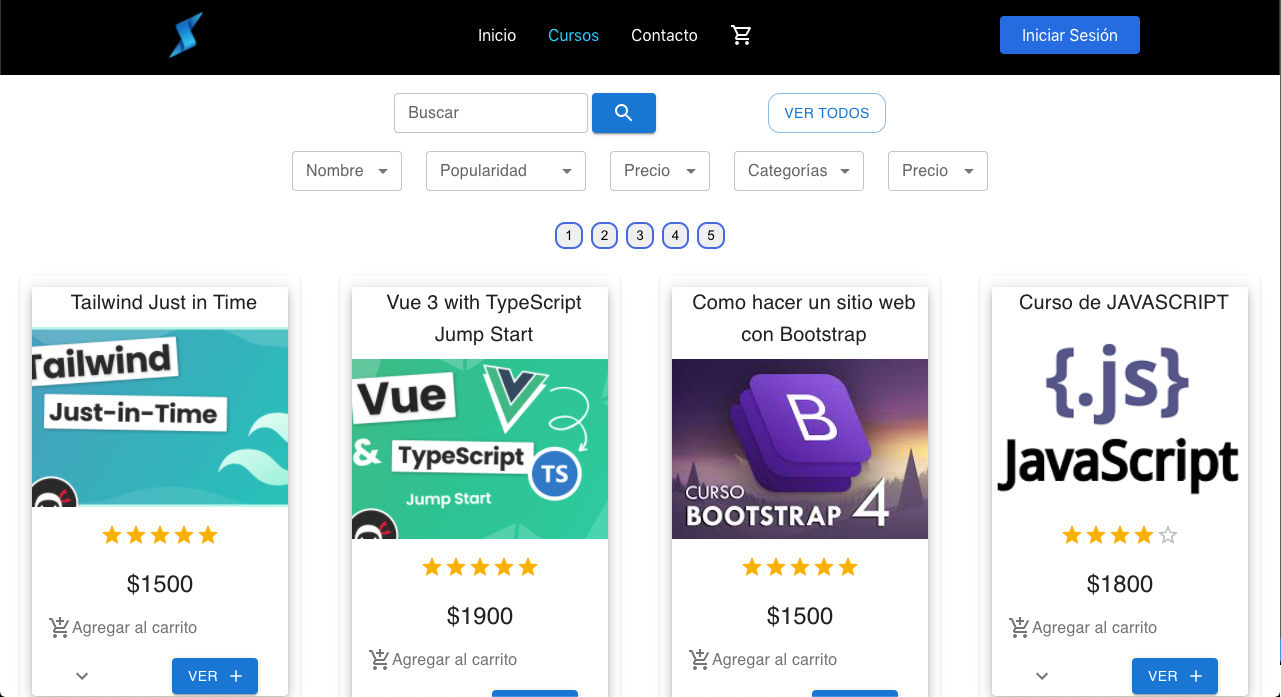 Inicio Cursos Contacto Iniciar Sesión
Buscar VER TODOS
Nombre Popularidad Precio Categorías Precio
1 2 3 4 5
Tailwind Just in Time
Tailwind
Just-in-Time
$1500
Agregar al carrito
VER +
Vue 3 with TypeScript
Jump Start
Vue
& TypeScript TS
Jump Start
$1900
Agregar al carrito
Como hacer un sitio web
con Bootstrap
B
CURSO
BOOTSTRAP 4
$1500
Agregar al carrito
Curso de JAVASCRIPT
{.js}
JavaScript
$1800
Agregar al carrito
VER +